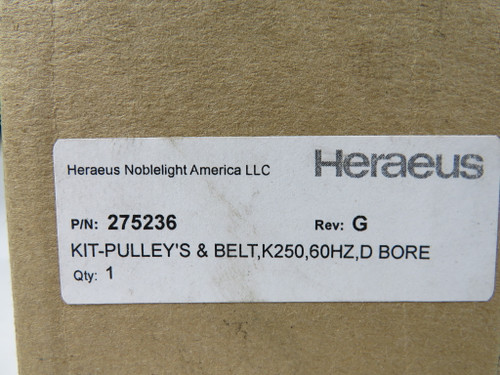 Heraeus Noblelight America LLC
Heraeus
P/N: 275236 Rev: G
KIT-PULLEY'S & BELT,K250,60HZ,D BORE
Qty: 1